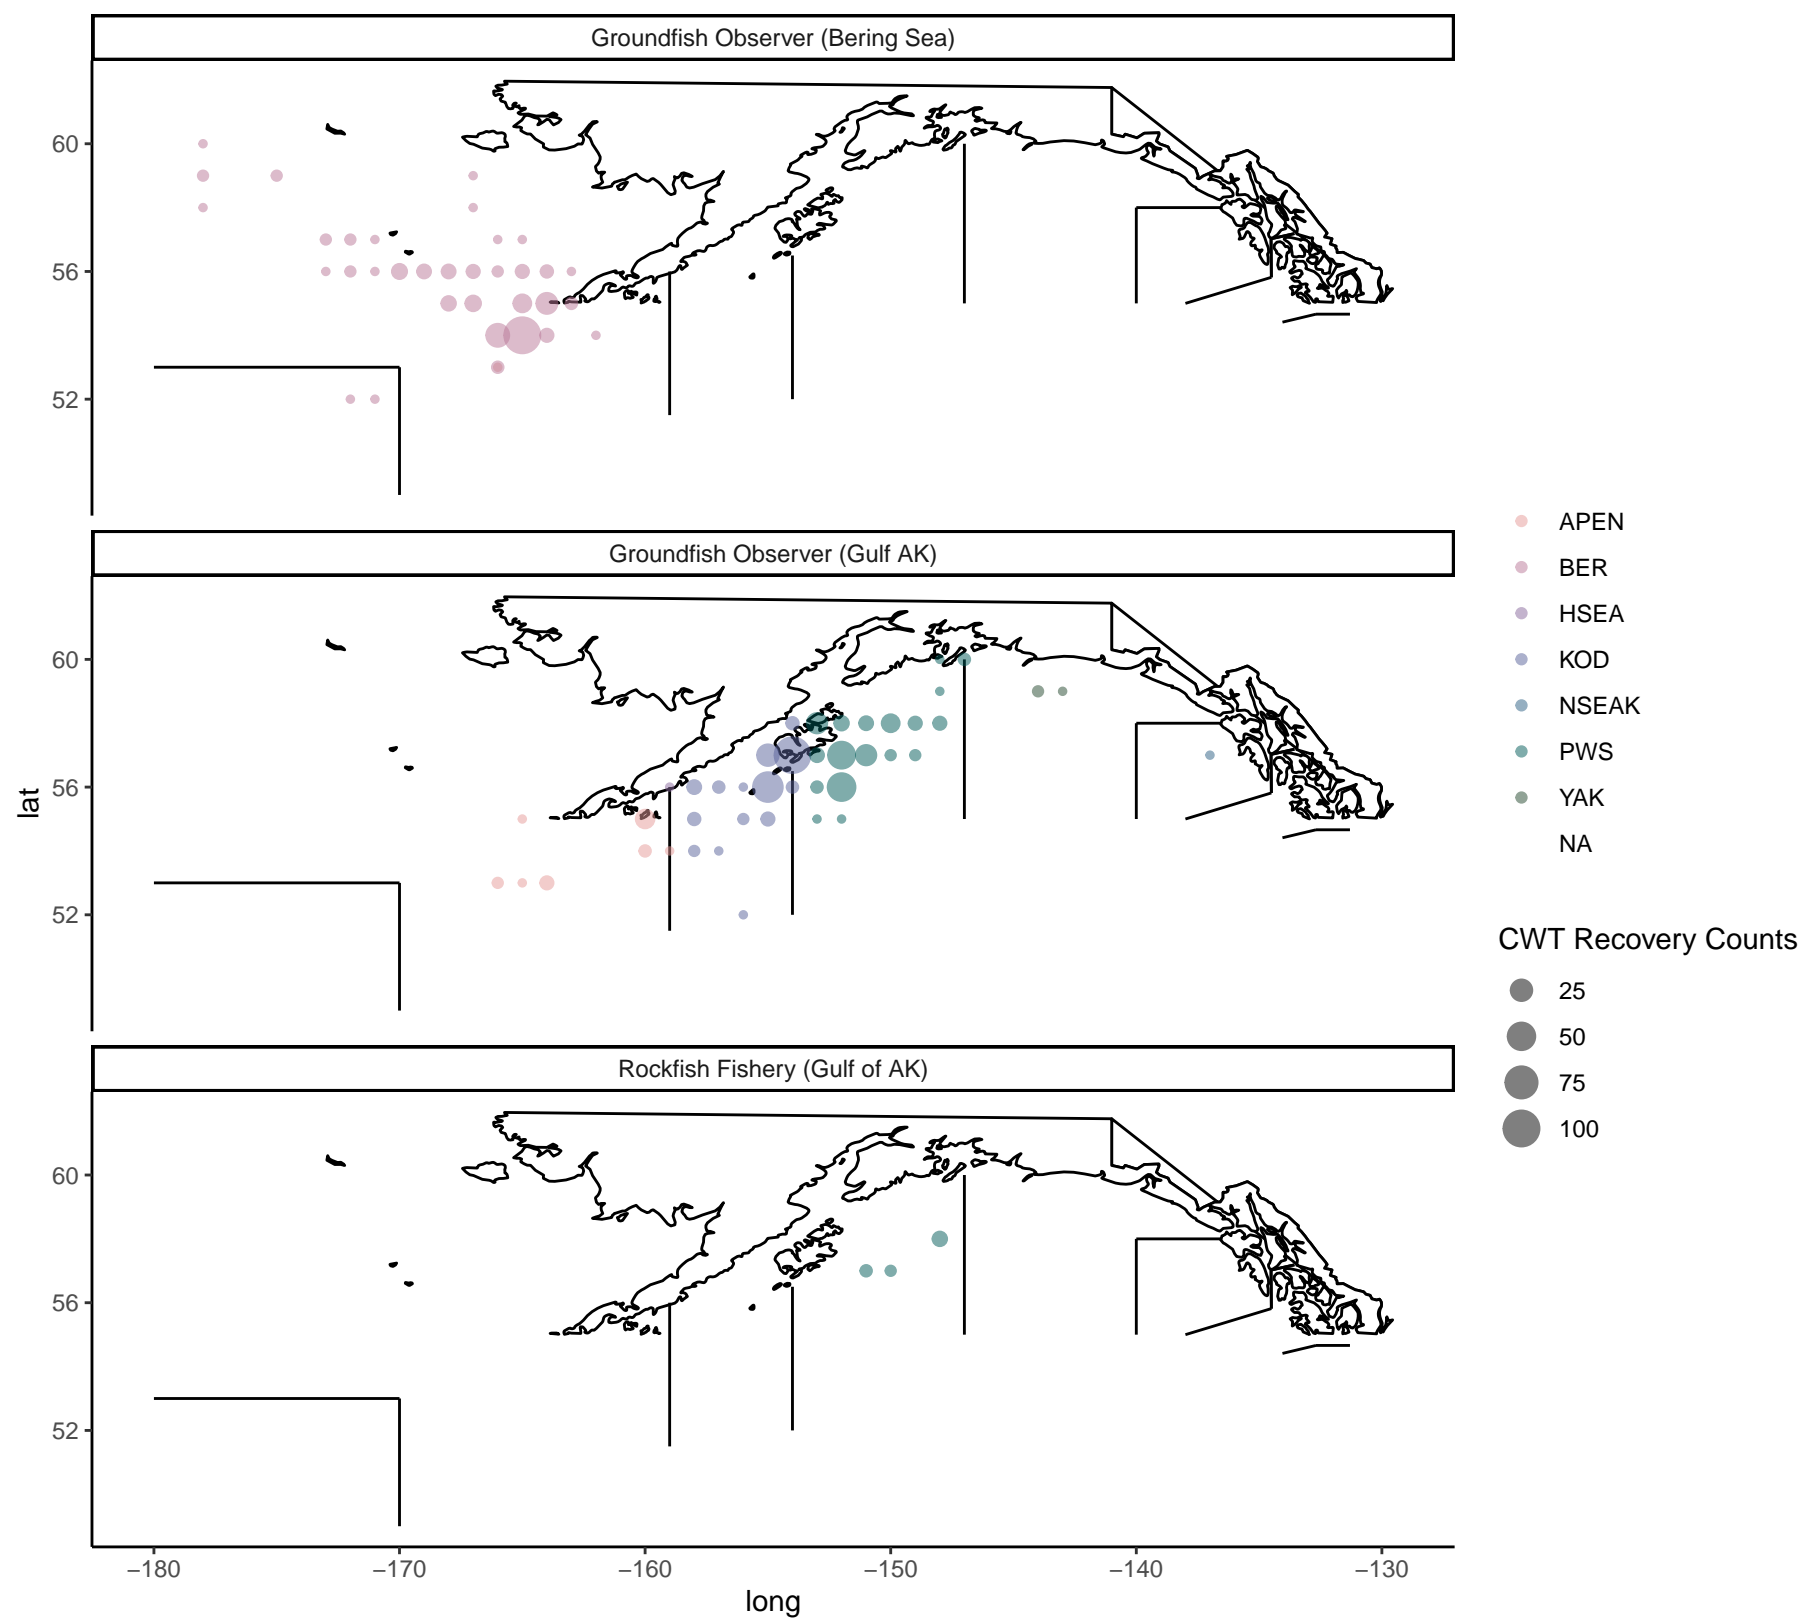 Groundfish Observer (Bering Sea)
60
56
52
Groundfish Observer (Gulf AK)
60
56
52
lat
Rockfish Fishery (Gulf of AK)
60
56
52
−180
−170
−160
−150
−140
−130
long
APEN
BER
HSEA
KOD
NSEAK
PWS
YAK
NA
CWT Recovery Counts
25
50
75
100